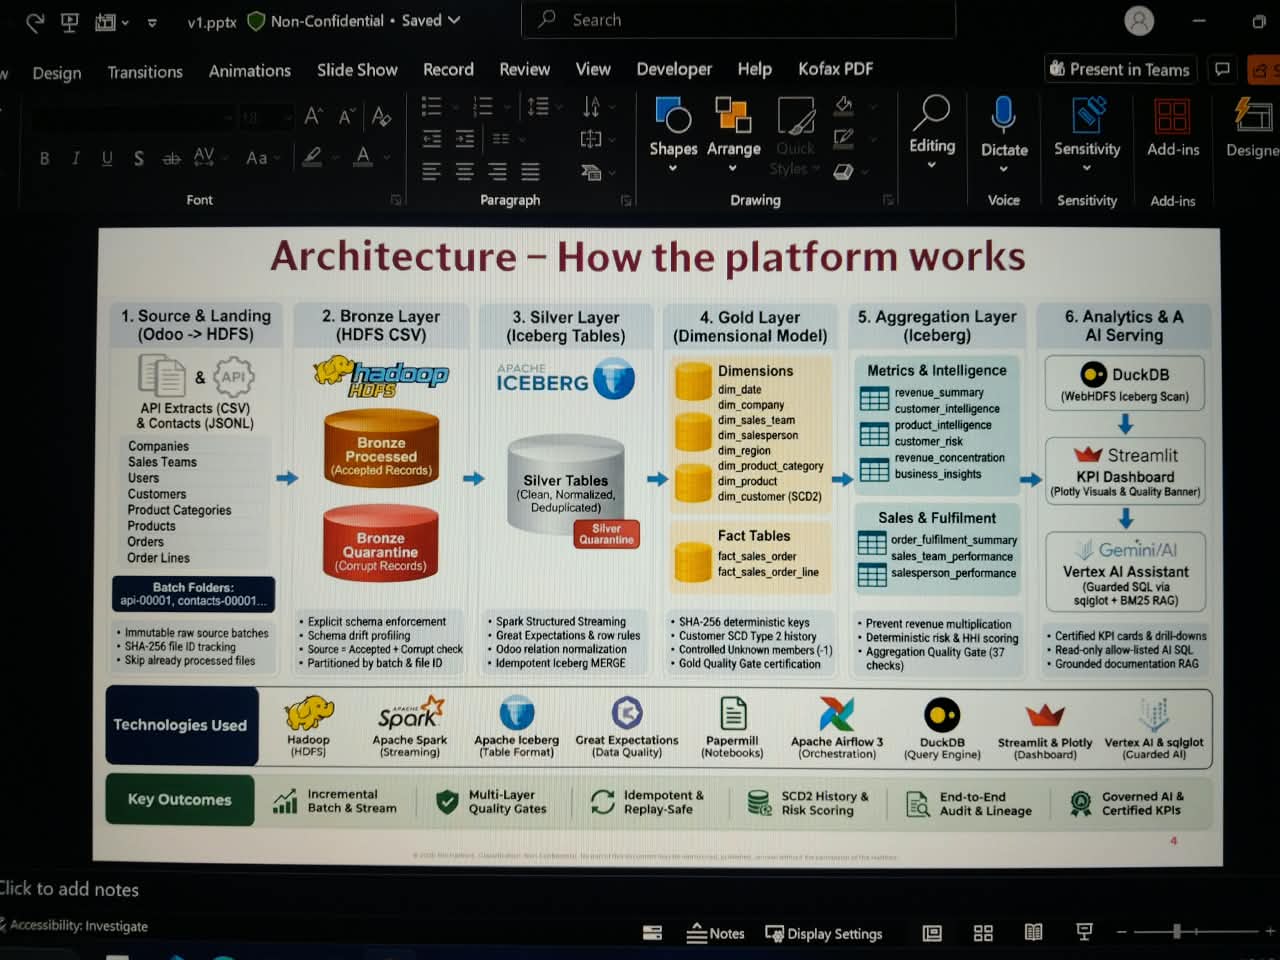 v1.pptx Non-Confidential • Saved
Search
Design Transitions Animations Slide Show Record Review View Developer Help Kofax PDF
Present in Teams
18
B I U S ab AV Aa A
Shapes Arrange Quick Styles
Editing
Dictate
Sensitivity
Add-ins
Designe
Font Paragraph Drawing Voice Sensitivity Add-ins
Architecture – How the platform works
1. Source & Landing
(Odoo -> HDFS)
&
API
API Extracts (CSV)
& Contacts (JSONL)
Companies
Sales Teams
Users
Customers
Product Categories
Products
Orders
Order Lines
Batch Folders:
api-00001, contacts-00001...
• Immutable raw source batches
• SHA-256 file ID tracking
• Skip already processed files
2. Bronze Layer
(HDFS CSV)
hadoop
HDFS
Bronze
Processed
(Accepted Records)
Bronze
Quarantine
(Corrupt Records)
• Explicit schema enforcement
• Schema drift profiling
• Source = Accepted + Corrupt check
• Partitioned by batch & file ID
3. Silver Layer
(Iceberg Tables)
APACHE
ICEBERG
Silver Tables
(Clean, Normalized,
Deduplicated)
Silver
Quarantine
• Spark Structured Streaming
• Great Expectations & row rules
• Odoo relation normalization
• Idempotent Iceberg MERGE
4. Gold Layer
(Dimensional Model)
Dimensions
dim_date
dim_company
dim_sales_team
dim_salesperson
dim_region
dim_product_category
dim_product
dim_customer (SCD2)
Fact Tables
fact_sales_order
fact_sales_order_line
• SHA-256 deterministic keys
• Customer SCD Type 2 history
• Controlled Unknown members (-1)
• Gold Quality Gate certification
5. Aggregation Layer
(Iceberg)
Metrics & Intelligence
revenue_summary
customer_intelligence
product_intelligence
customer_risk
revenue_concentration
business_insights
Sales & Fulfilment
order_fulfilment_summary
sales_team_performance
salesperson_performance
• Prevent revenue multiplication
• Deterministic risk & HHI scoring
• Aggregation Quality Gate (37
checks)
6. Analytics & A
AI Serving
DuckDB
(WebHDFS Iceberg Scan)
Streamlit
KPI Dashboard
(Plotly Visuals & Quality Banner)
Gemini/AI
Vertex AI Assistant
(Guarded SQL via
sqlglot + BM25 RAG)
• Certified KPI cards & drill-downs
• Read-only allow-listed AI SQL
• Grounded documentation RAG
Technologies Used
Hadoop
(HDFS)
APACHE
Spark
Apache Spark
(Streaming)
Apache Iceberg
(Table Format)
Great Expectations
(Data Quality)
Papermill
(Notebooks)
Apache Airflow 3
(Orchestration)
DuckDB
(Query Engine)
Streamlit & Plotly
(Dashboard)
Vertex AI & sqlglot
(Guarded AI)
Key Outcomes
Incremental
Batch & Stream
Multi-Layer
Quality Gates
Idempotent &
Replay-Safe
SCD2 History &
Risk Scoring
End-to-End
Audit & Lineage
Governed AI &
Certified KPIs
4
Click to add notes
Accessibility: Investigate
Notes Display Settings